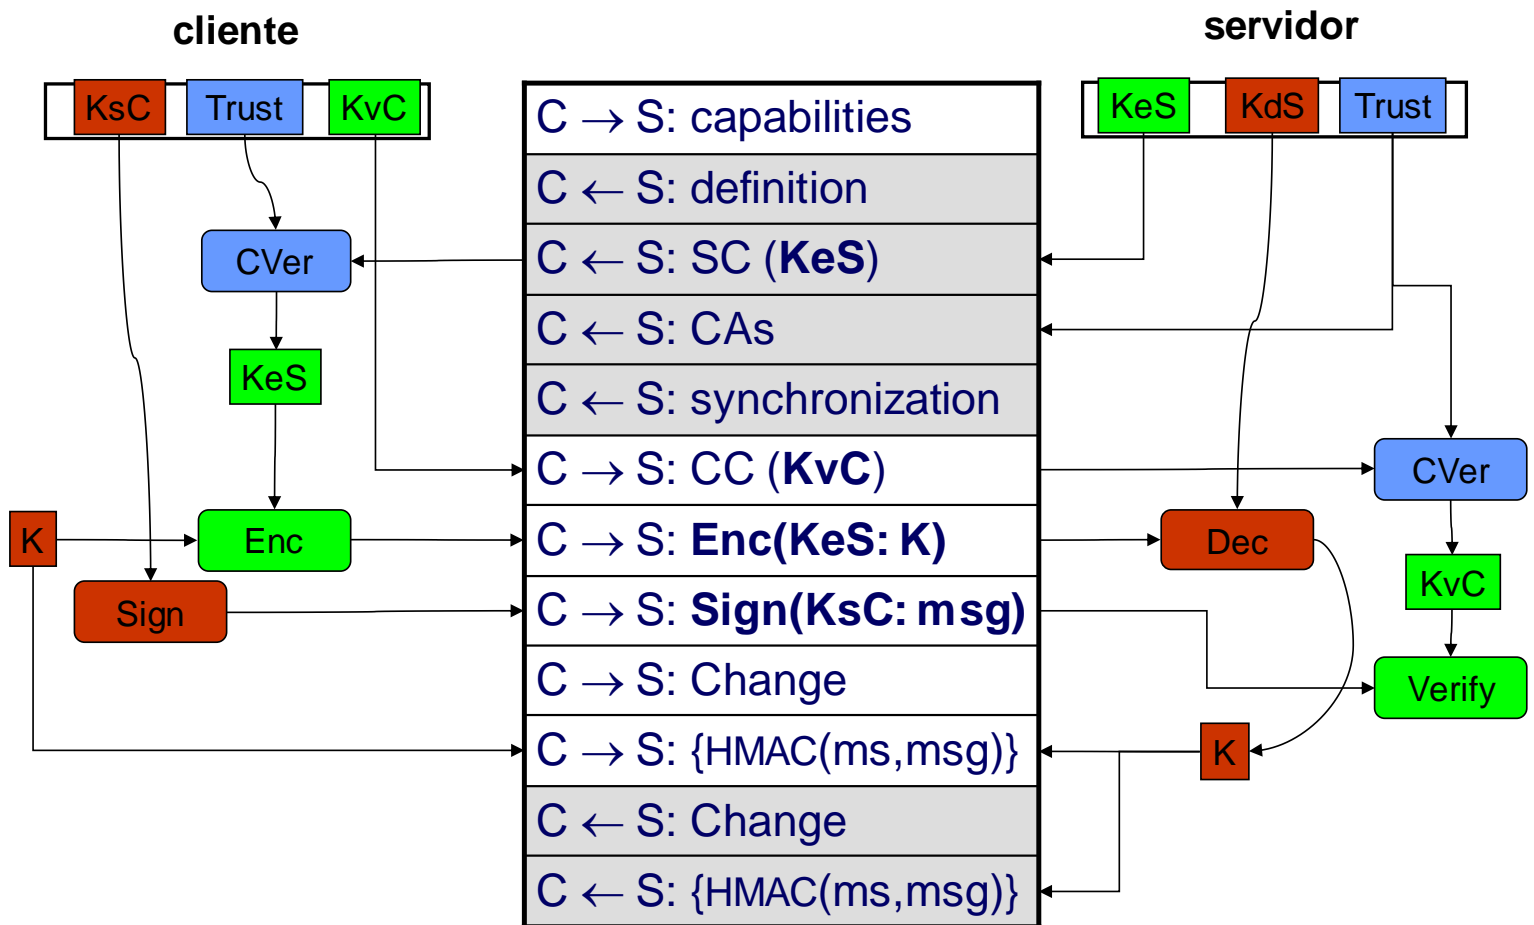 cliente
servidor
KsC Trust KvC
KeS KdS Trust
C → S: capabilities
C ← S: definition
C ← S: SC (KeS)
C ← S: CAs
C ← S: synchronization
C → S: CC (KvC)
C → S: Enc(KeS: K)
C → S: Sign(KsC: msg)
C → S: Change
C → S: {HMAC(ms,msg)}
C ← S: Change
C ← S: {HMAC(ms,msg)}
CVer
KeS
K
Enc
Sign
CVer
Dec
KvC
Verify
K